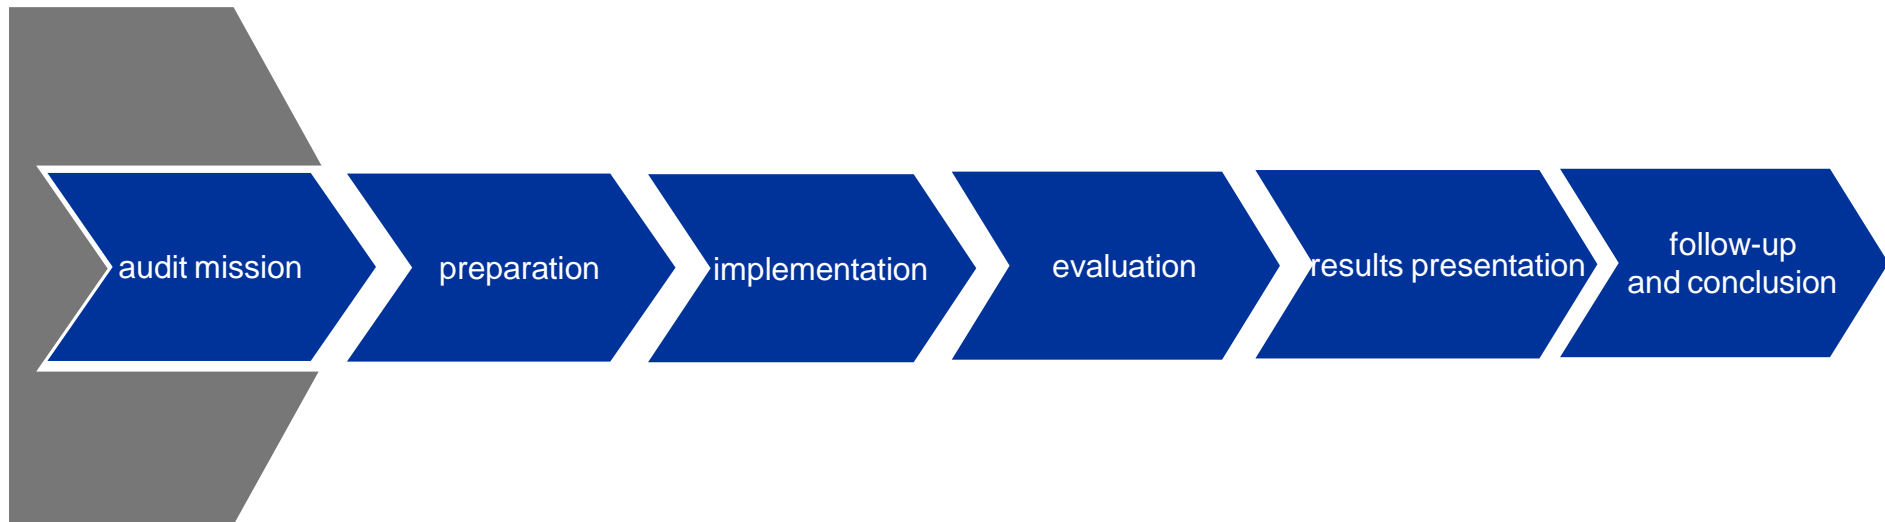 audit mission
preparation
implementation
evaluation
results presentation
follow-up
and conclusion